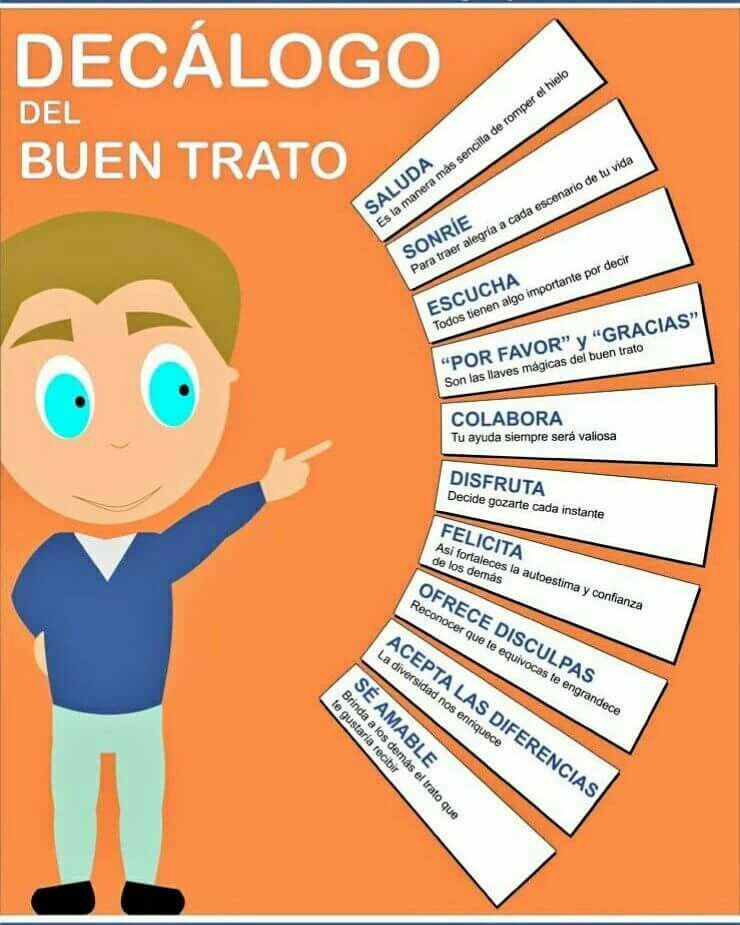 DECÁLOGO
DEL
BUEN TRATO
SALUDA
Es la manera más sencilla de romper el hielo
SONRÍE
Para traer alegría a cada escenario de tu vida
ESCUCHA
Todos tienen algo importante por decir
“POR FAVOR” y “GRACIAS”
Son las llaves mágicas del buen trato
COLABORA
Tu ayuda siempre será valiosa
DISFRUTA
Decide gozarte cada instante
FELICITA
Así fortaleces la autoestima y confianza
de los demás
OFRECE DISCULPAS
Reconocer que te equivocas te engrandece
ACEPTA LAS DIFERENCIAS
La diversidad nos enriquece
SÉ AMABLE
Brinda a los demás el trato que
te gustaría recibir